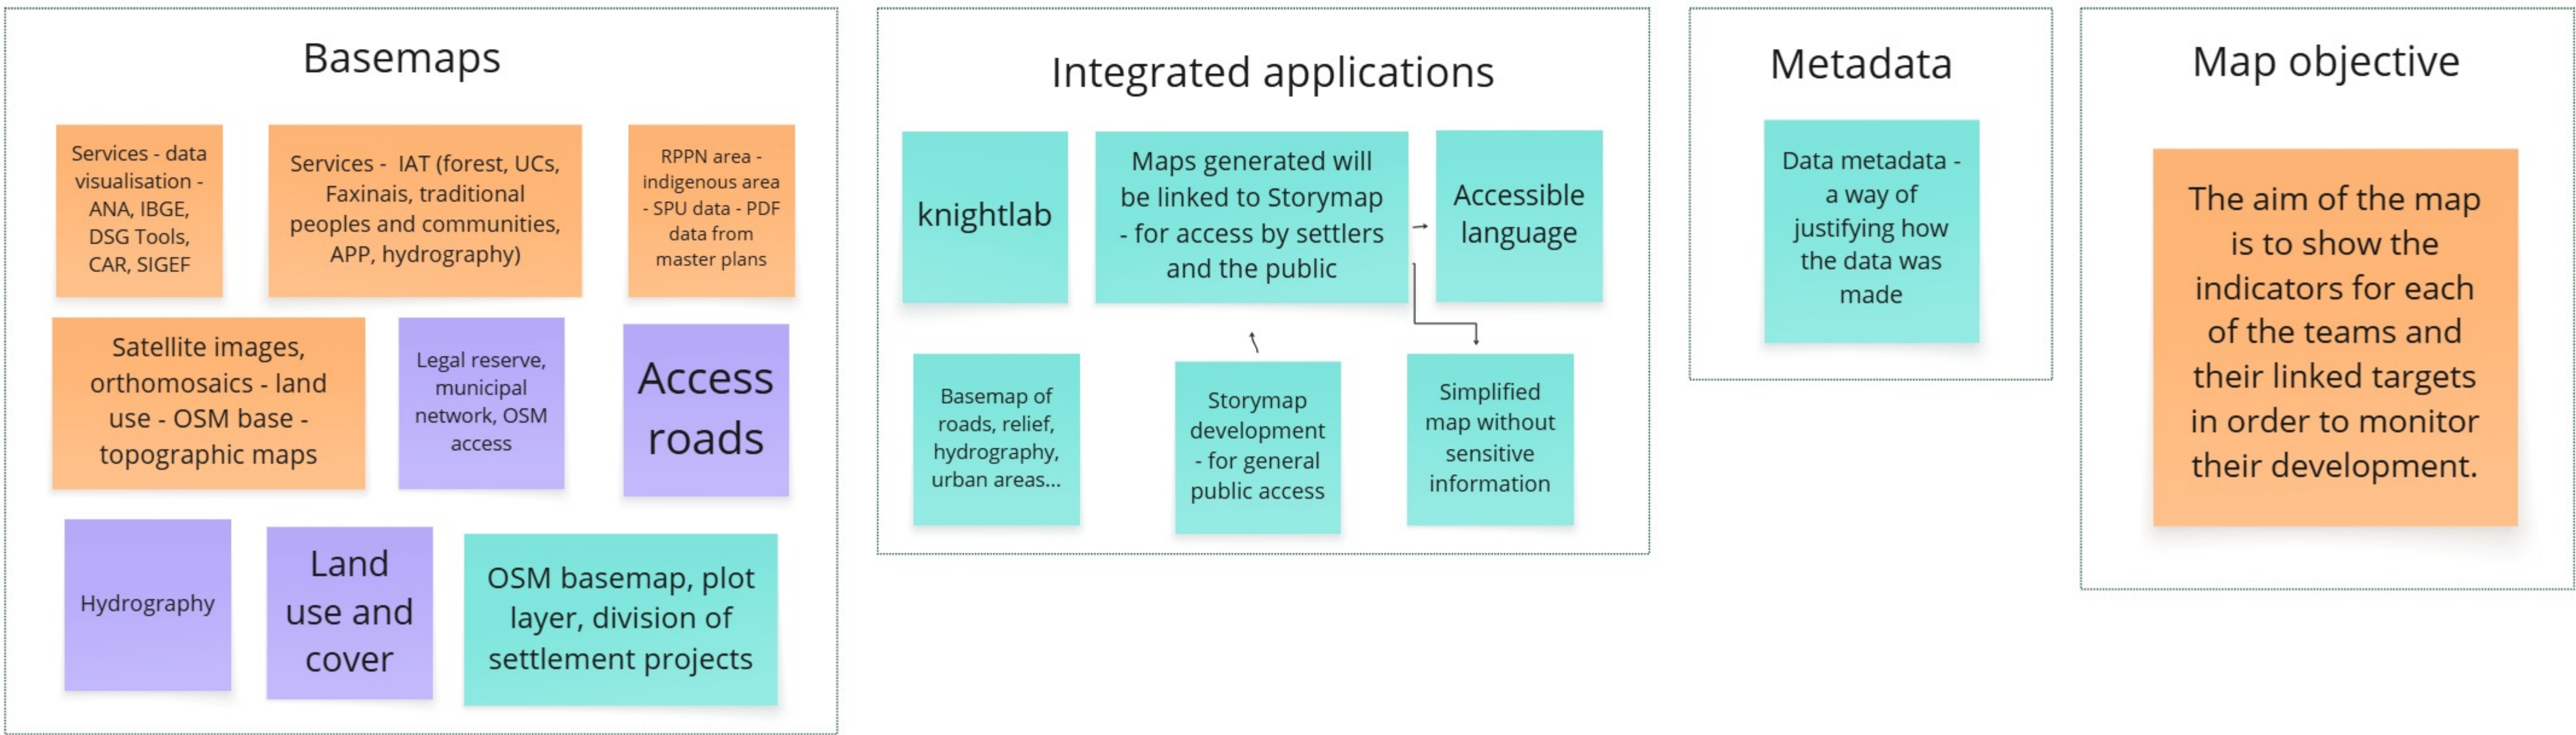 Basemaps
Services - data
visualisation -
ANA, IBGE,
DSG Tools,
CAR, SIGEF
Services -  IAT (forest, UCs,
Faxinais, traditional
peoples and communities,
APP, hydrography)
RPPN area -
indigenous area
- SPU data - PDF
data from
master plans
Satellite images,
orthomosaics - land
use - OSM base -
topographic maps
Legal reserve,
municipal
network, OSM
access
Access
roads
Hydrography
Land
use and
cover
OSM basemap, plot
layer, division of
settlement projects
Integrated applications
knightlab
Maps generated will
be linked to Storymap
- for access by settlers
and the public
Accessible
language
Basemap of
roads, relief,
hydrography,
urban areas...
Storymap
development
- for general
public access
Simplified
map without
sensitive
information
Metadata
Data metadata -
a way of
justifying how
the data was
made
Map objective
The aim of the map
is to show the
indicators for each
of the teams and
their linked targets
in order to monitor
their development.